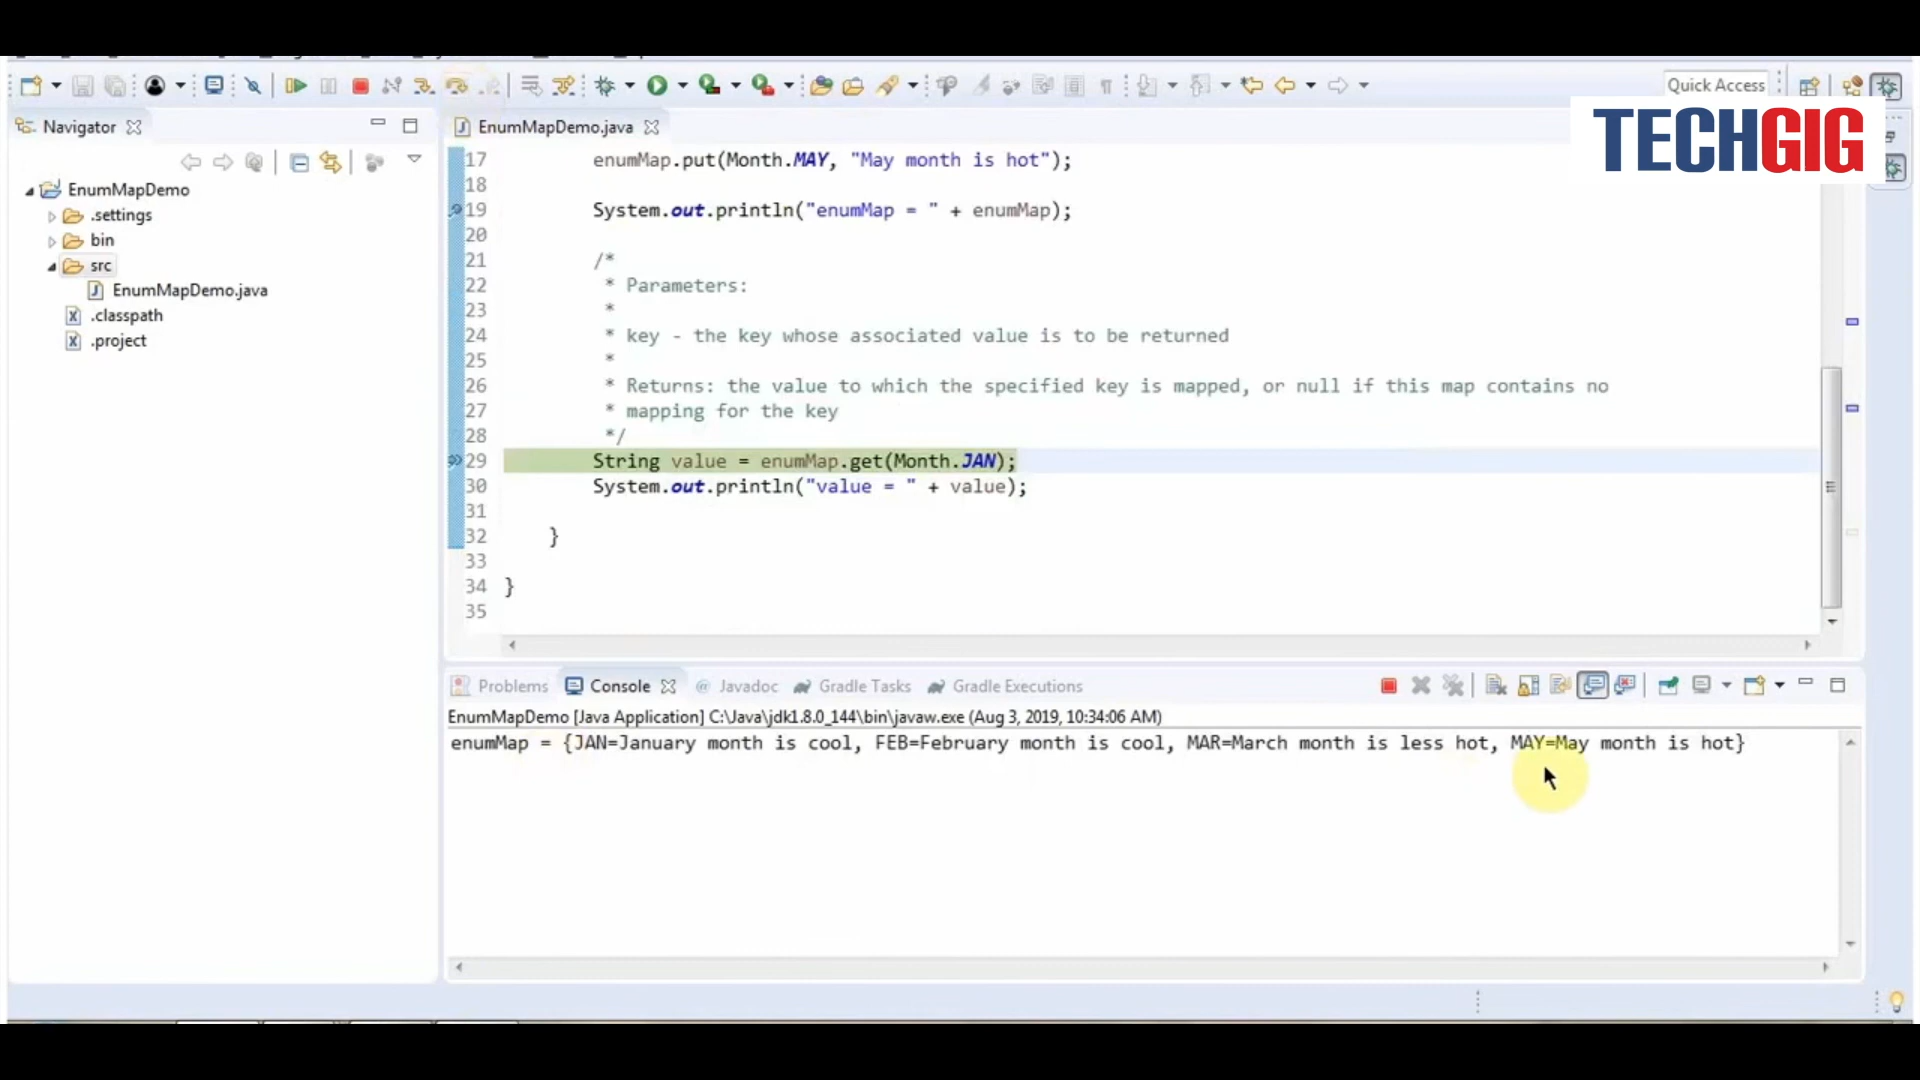 Quick Access
TECHGIG
Navigator
EnumMapDemo.java
EnumMapDemo
.settings
bin
src
EnumMapDemo.java
.classpath
.project
17 enumMap.put(Month.MAY, "May month is hot");
18
19 System.out.println("enumMap = " + enumMap);
20
21 /*
22 * Parameters:
23 *
24 * key - the key whose associated value is to be returned
25 *
26 * Returns: the value to which the specified key is mapped, or null if this map contains no
27 * mapping for the key
28 */
29 String value = enumMap.get(Month.JAN);
30 System.out.println("value = " + value);
31
32 }
33
34 }
35
Problems Console Javadoc Gradle Tasks Gradle Executions
EnumMapDemo [Java Application] C:\Java\jdk1.8.0_144\bin\javaw.exe (Aug 3, 2019, 10:34:06 AM)
enumMap = {JAN=January month is cool, FEB=February month is cool, MAR=March month is less hot, MAY=May month is hot}